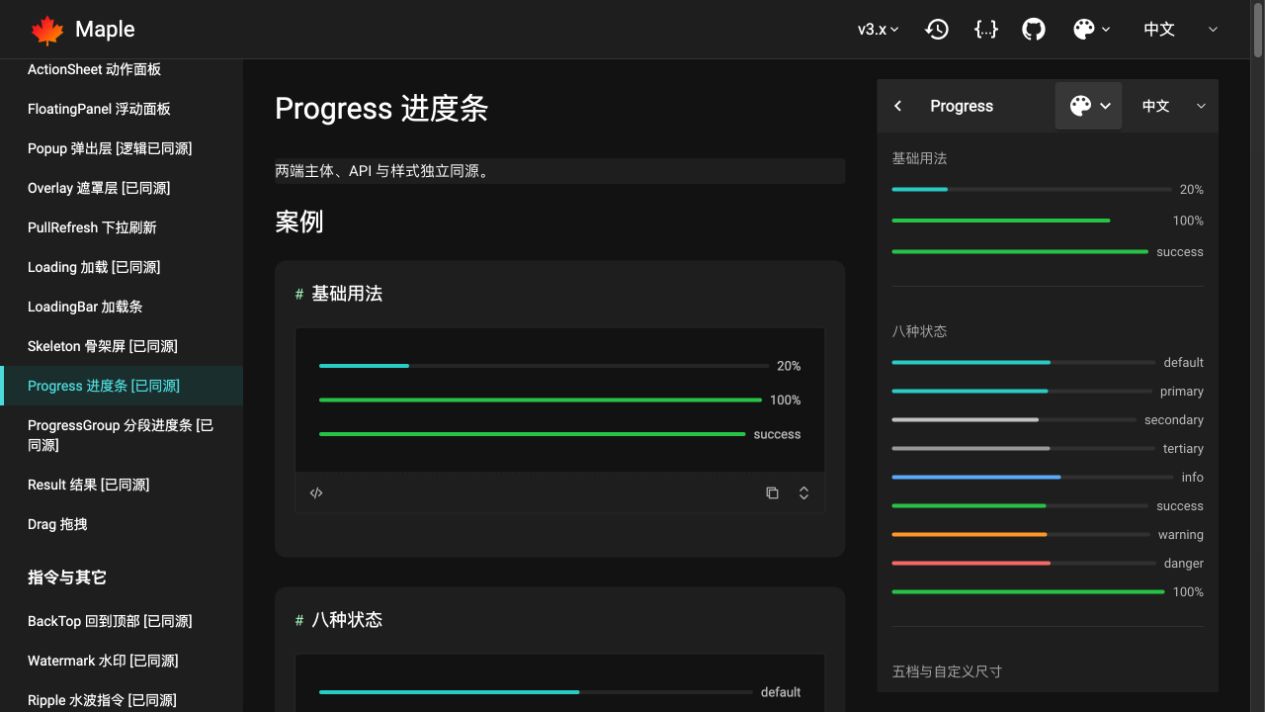 Maple
v3.x
{...}
中文
ActionSheet 动作面板
FloatingPanel 浮动面板
Popup 弹出层 [逻辑已同源]
Overlay 遮罩层 [已同源]
PullRefresh 下拉刷新
Loading 加载 [已同源]
LoadingBar 加载条
Skeleton 骨架屏 [已同源]
Progress 进度条 [已同源]
ProgressGroup 分段进度条 [已
同源]
Result 结果 [已同源]
Drag 拖拽
指令与其它
BackTop 回到顶部 [已同源]
Watermark 水印 [已同源]
Ripple 水波指令 [已同源]
Progress 进度条
两端主体、API 与样式独立同源。
案例
# 基础用法
20%
100%
success
</>
# 八种状态
default
Progress
中文
基础用法
20%
100%
success
八种状态
default
primary
secondary
tertiary
info
success
warning
danger
100%
五档与自定义尺寸